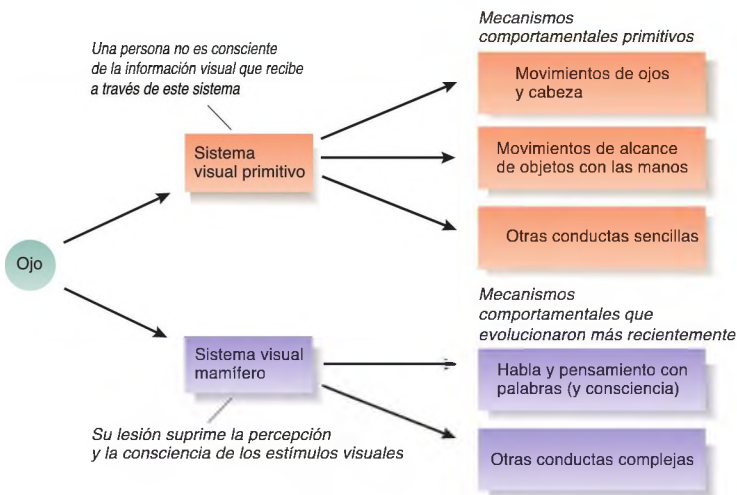 Mecanismos
comportamentales primitivos
Una persona no es consciente
de la información visual que recibe
a través de este sistema
Movimientos de ojos
y cabeza
Sistema
visual primitivo
Movimientos de alcance
de objetos con las manos
Otras conductas sencillas
Ojo
Mecanismos
comportamentales que
evolucionaron más recientemente
Sistema visual
mamífero
Habla y pensamiento con
palabras (y consciencia)
Su lesión suprime la percepción
y la consciencia de los estímulos visuales
Otras conductas complejas